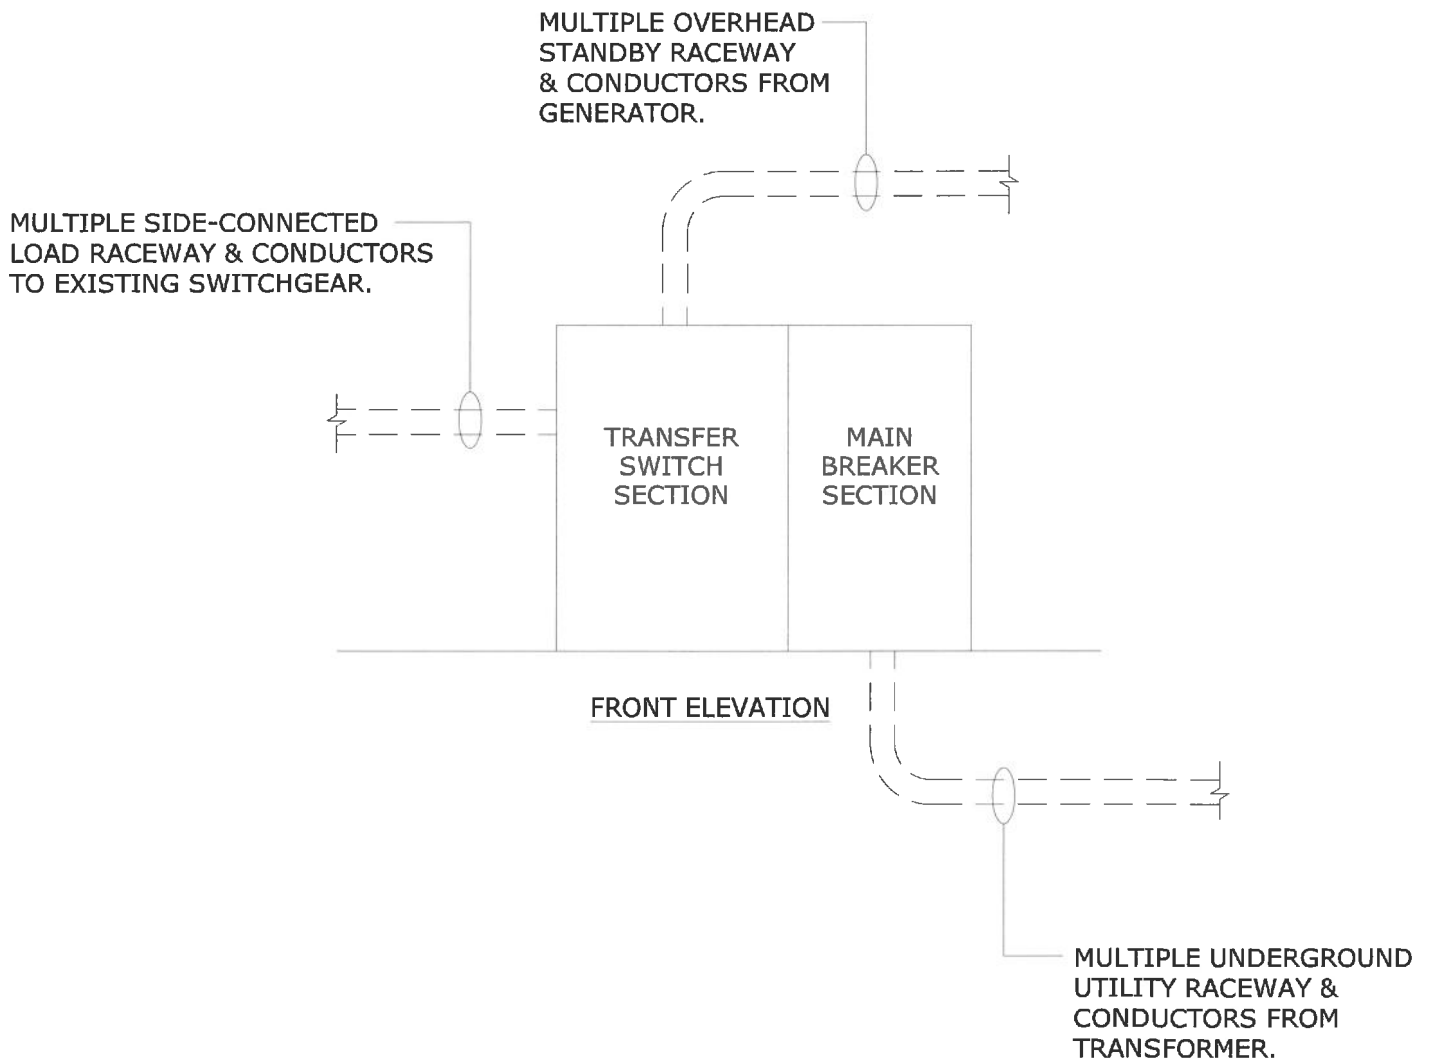 MULTIPLE OVERHEAD
STANDBY RACEWAY
& CONDUCTORS FROM
GENERATOR.
MULTIPLE SIDE-CONNECTED
LOAD RACEWAY & CONDUCTORS
TO EXISTING SWITCHGEAR.
TRANSFER
SWITCH
SECTION
MAIN
BREAKER
SECTION
FRONT ELEVATION
MULTIPLE UNDERGROUND
UTILITY RACEWAY &
CONDUCTORS FROM
TRANSFORMER.